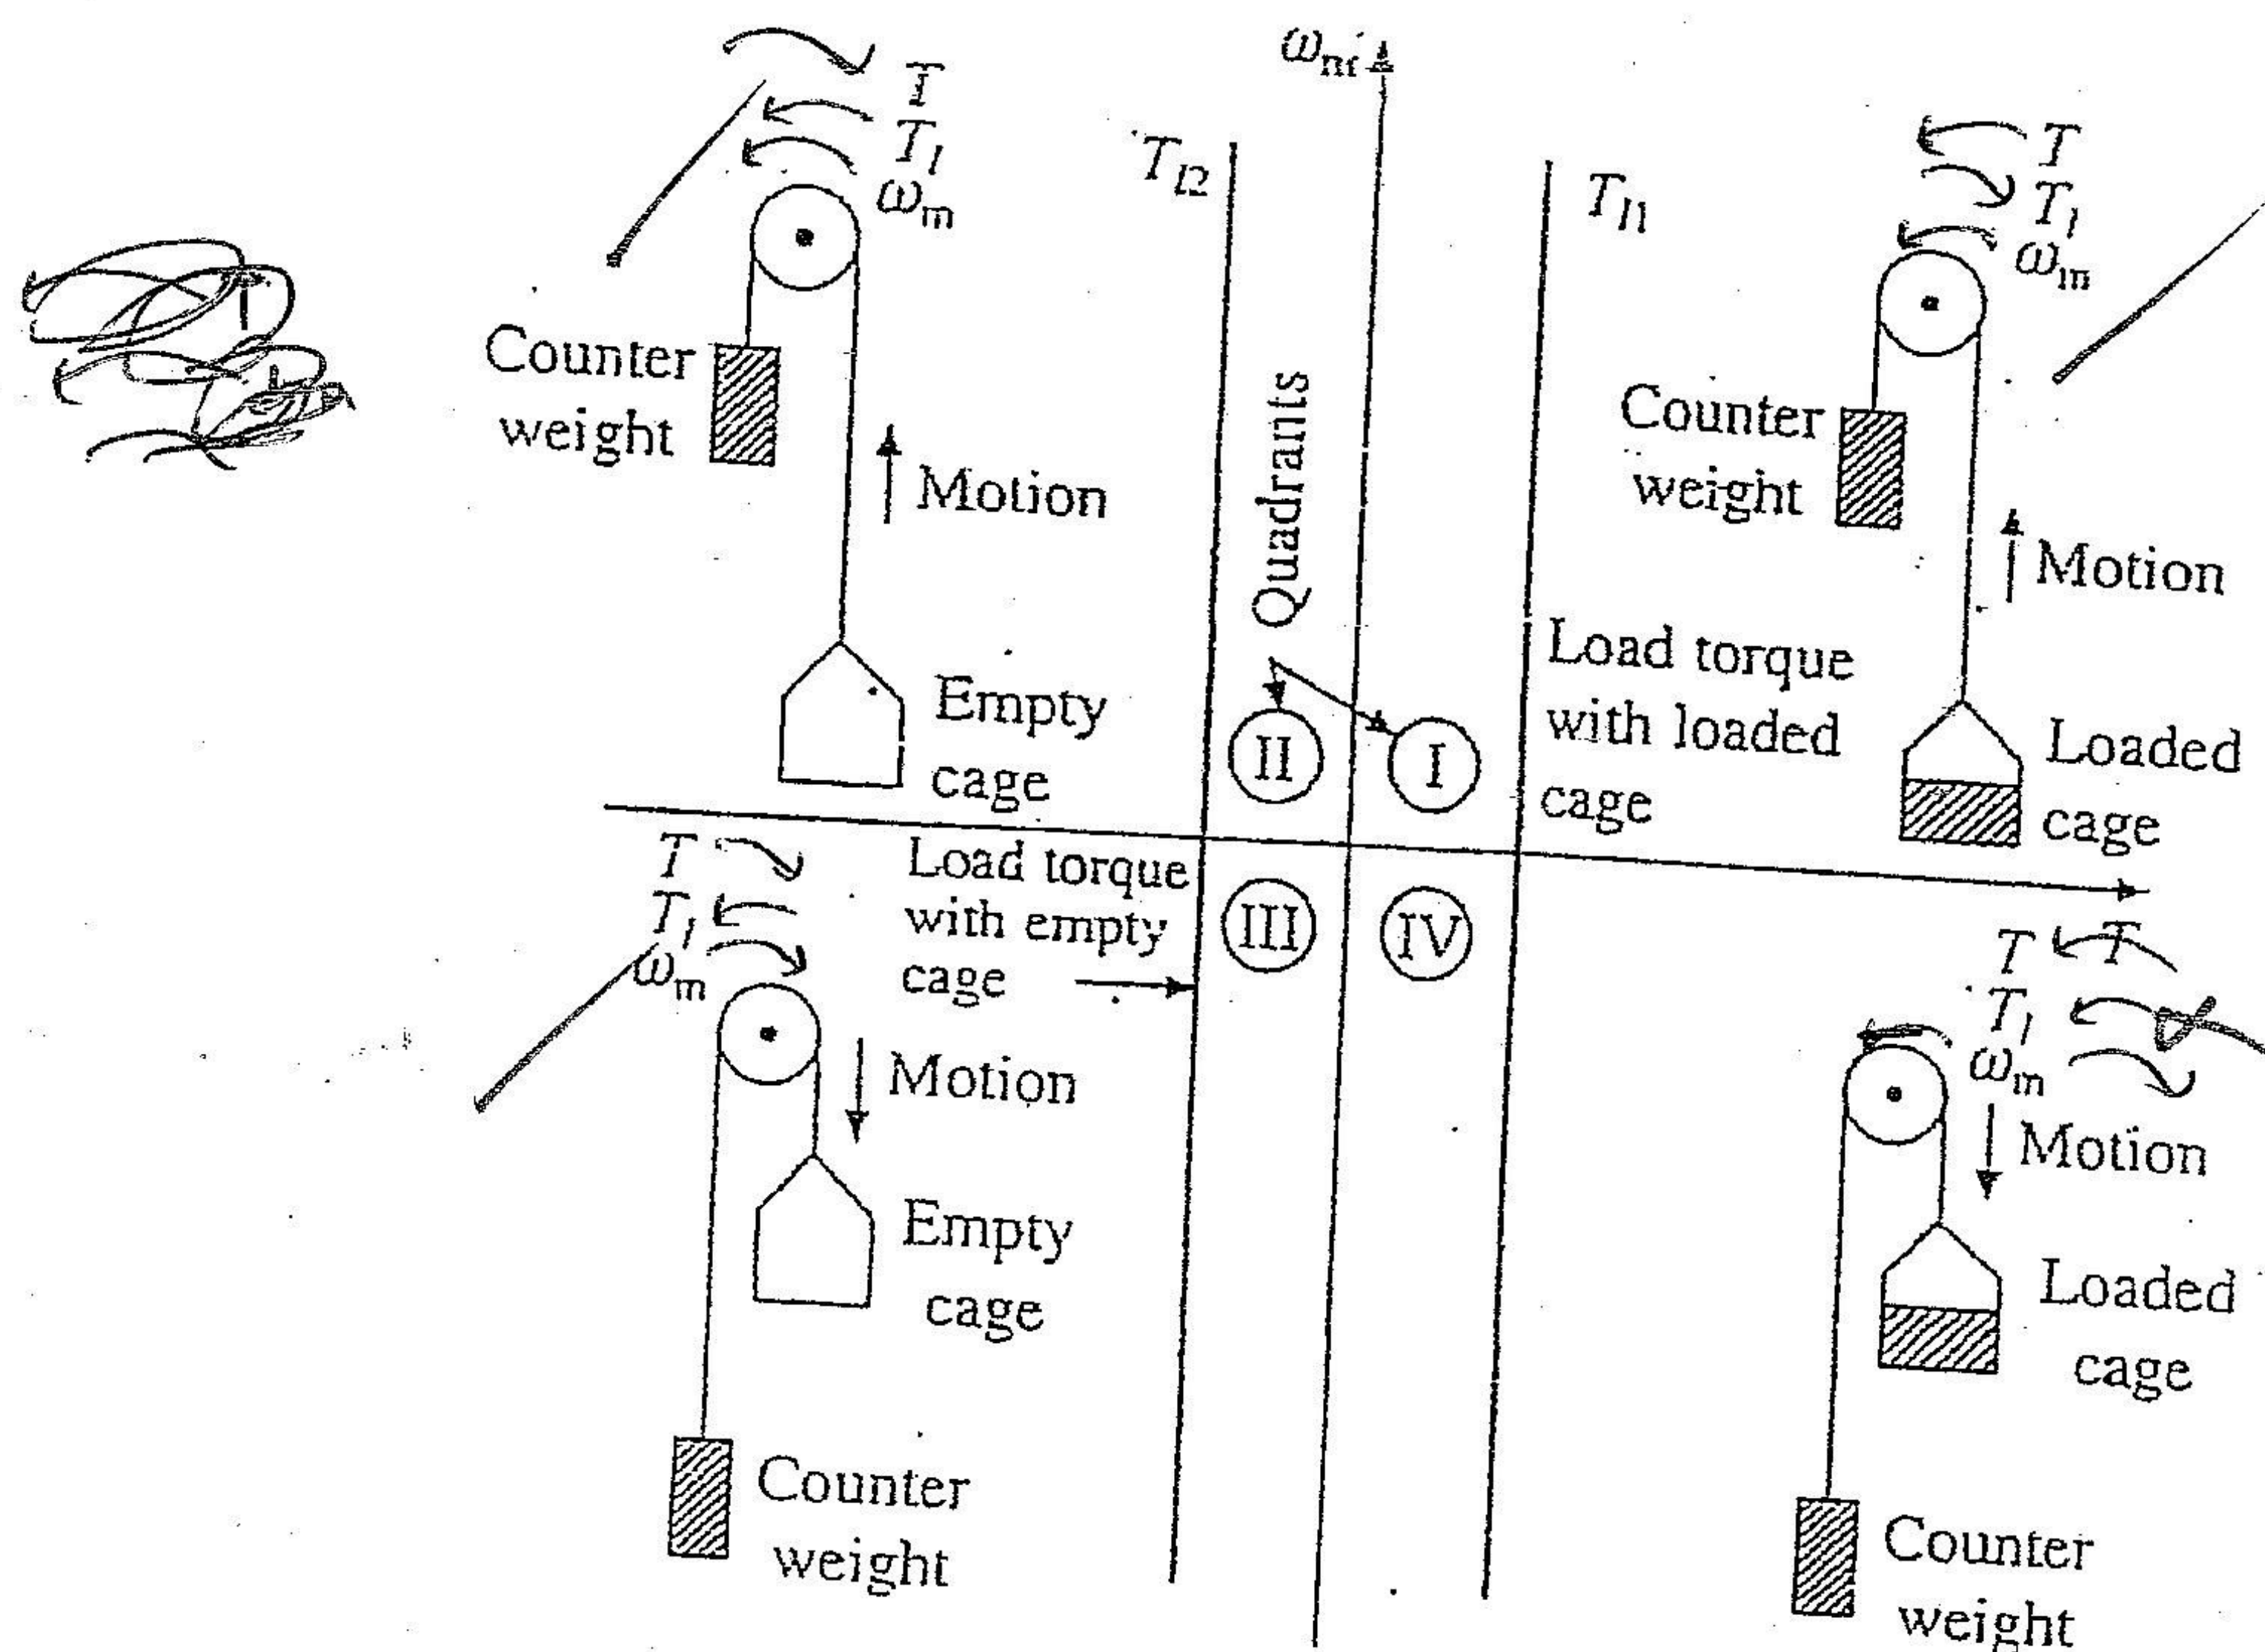 T
T_l
ω_m
Counter
weight
Motion
Empty
cage
ω_m
T_l2
T_l1
Quadrants
II
I
T
T_l
ω_m
Counter
weight
Motion
Load torque
with loaded
cage
Loaded
cage
T
T_l
ω_m
Load torque
with empty
cage
Motion
Empty
cage
Counter
weight
III
IV
T T
T_l
ω_m
Motion
Loaded
cage
Counter
weight